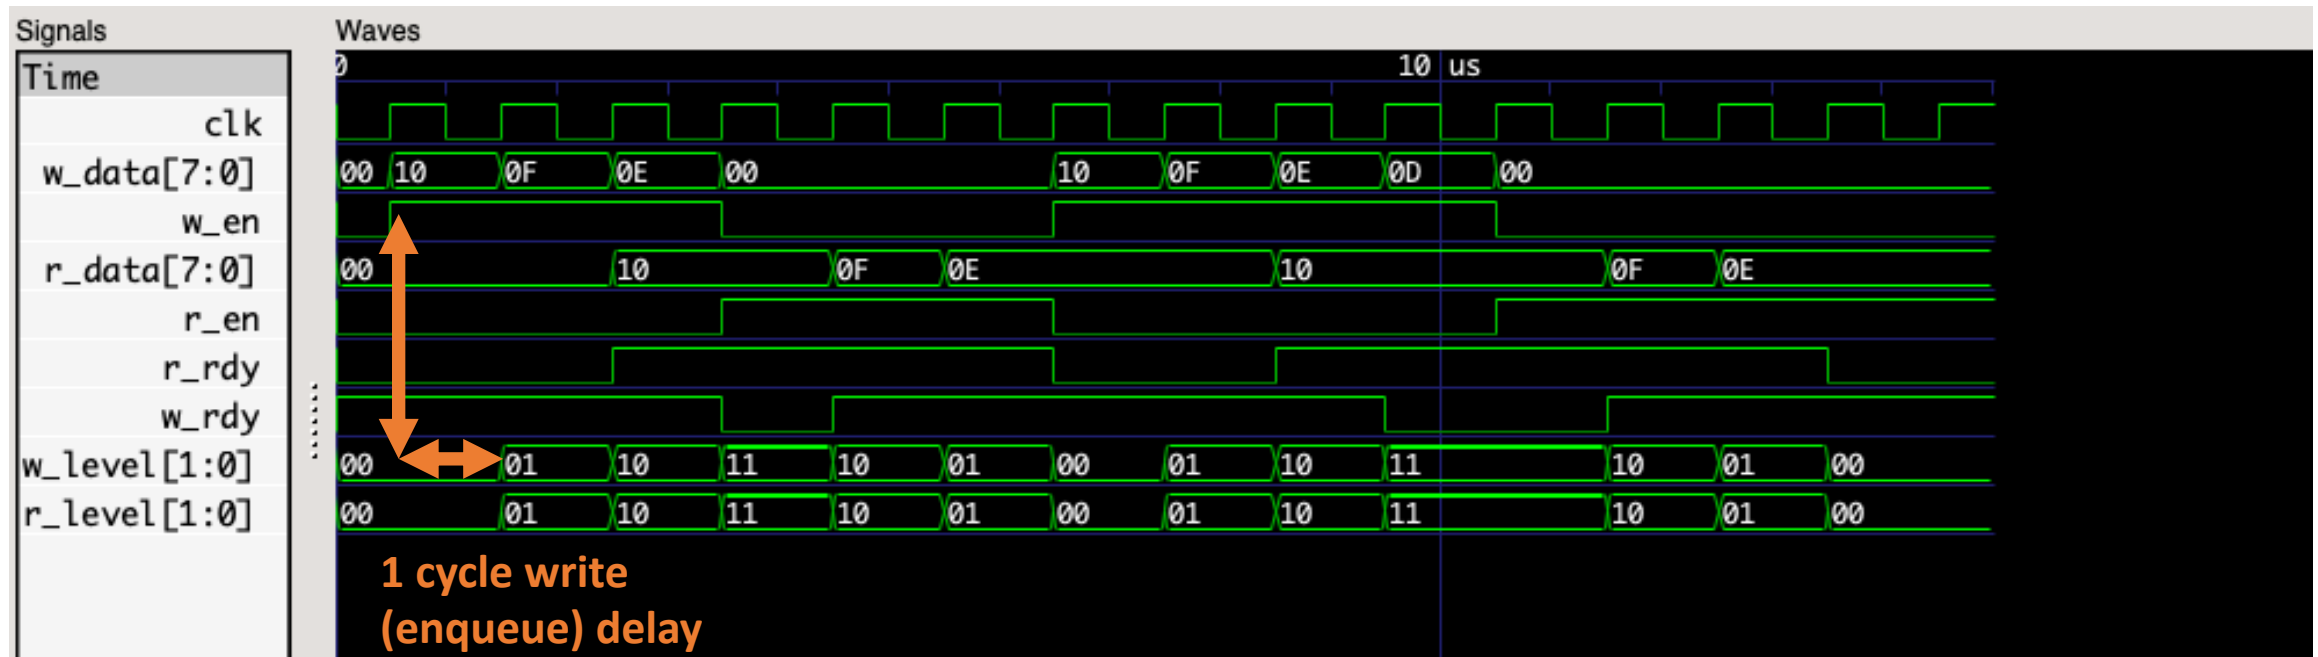 Signals Waves
Time 0 10 us
clk
w_data[7:0] 00 10 0F 0E 00 10 0F 0E 0D 00
w_en
r_data[7:0] 00 10 0F 0E 10 0F 0E
r_en
r_rdy
w_rdy
w_level[1:0] 00 01 10 11 10 01 00 01 10 11 10 01 00
r_level[1:0] 00 01 10 11 10 01 00 01 10 11 10 01 00
1 cycle write
(enqueue) delay